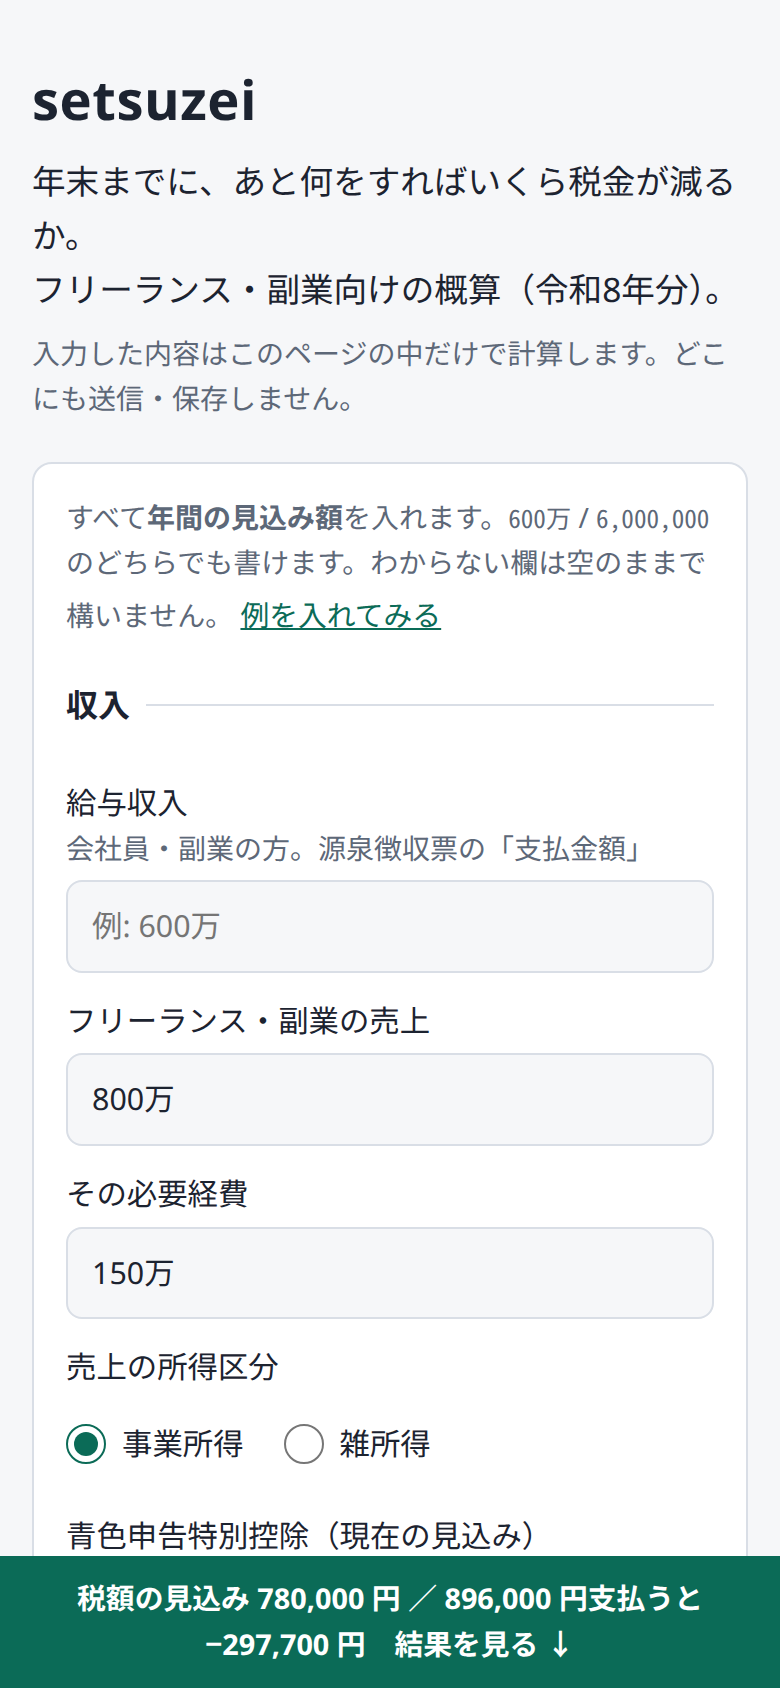 setsuzei
年末までに、あと何をすればいくら税金が減る
か。
フリーランス・副業向けの概算（令和8年分）。
入力した内容はこのページの中だけで計算します。どこ
にも送信・保存しません。
すべて年間の見込み額を入れます。600万 / 6,000,000
のどちらでも書けます。わからない欄は空のままで
構いません。 例を入れてみる
収入
給与収入
会社員・副業の方。源泉徴収票の「支払金額」
例: 600万
フリーランス・副業の売上
800万
その必要経費
150万
売上の所得区分
事業所得 雑所得
青色申告特別控除（現在の見込み）
税額の見込み 780,000 円 ／ 896,000 円支払うと
−297,700 円　結果を見る ↓